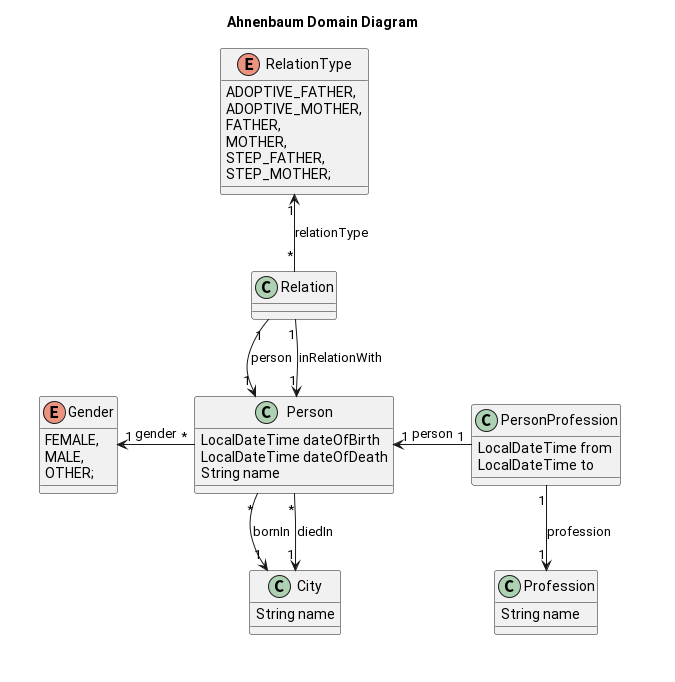 Ahnenbaum Domain Diagram
E RelationType
ADOPTIVE_FATHER,
ADOPTIVE_MOTHER,
FATHER,
MOTHER,
STEP_FATHER,
STEP_MOTHER;
1
relationType
*
C Relation
1 1
person inRelationWith
1 1
E Gender
FEMALE,
MALE,
OTHER;
1 gender *
C Person
LocalDateTime dateOfBirth
LocalDateTime dateOfDeath
String name
1 person 1
C PersonProfession
LocalDateTime from
LocalDateTime to
* *
bornIn diedIn
1 1
1
profession
1
C City
String name
C Profession
String name